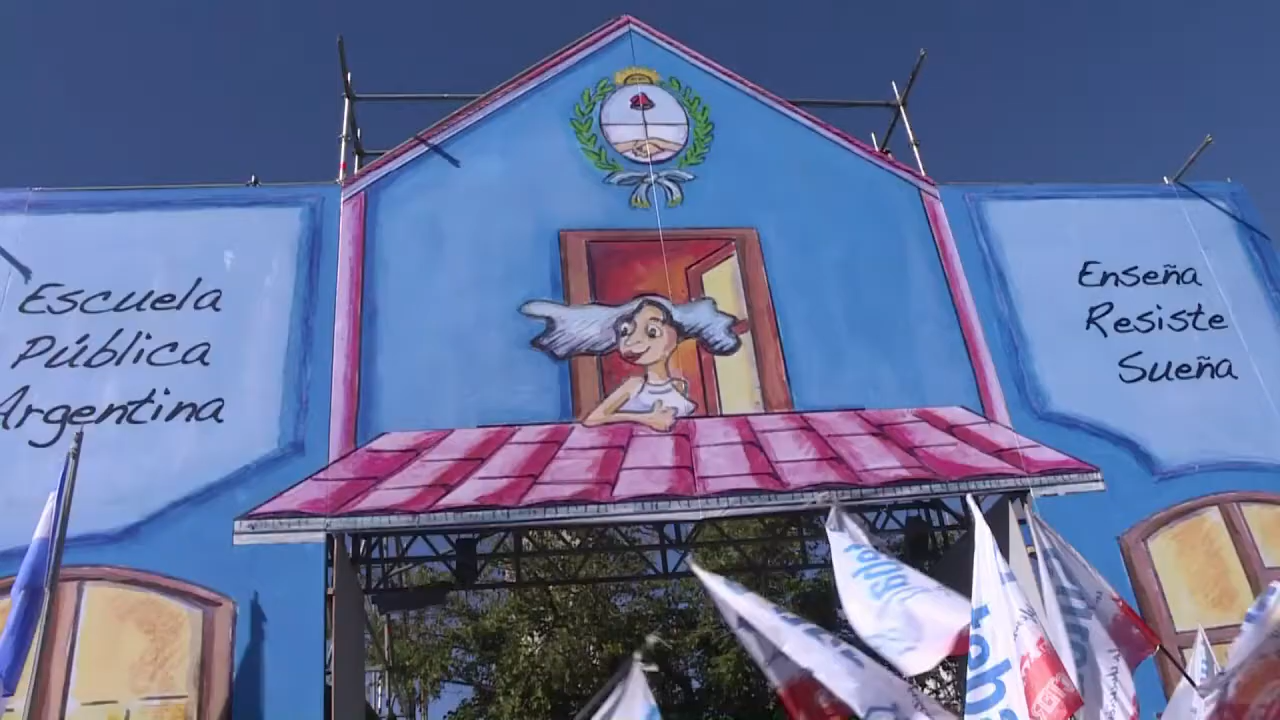 Escuela
Pública
Argentina
Enseña
Resiste
Sueña